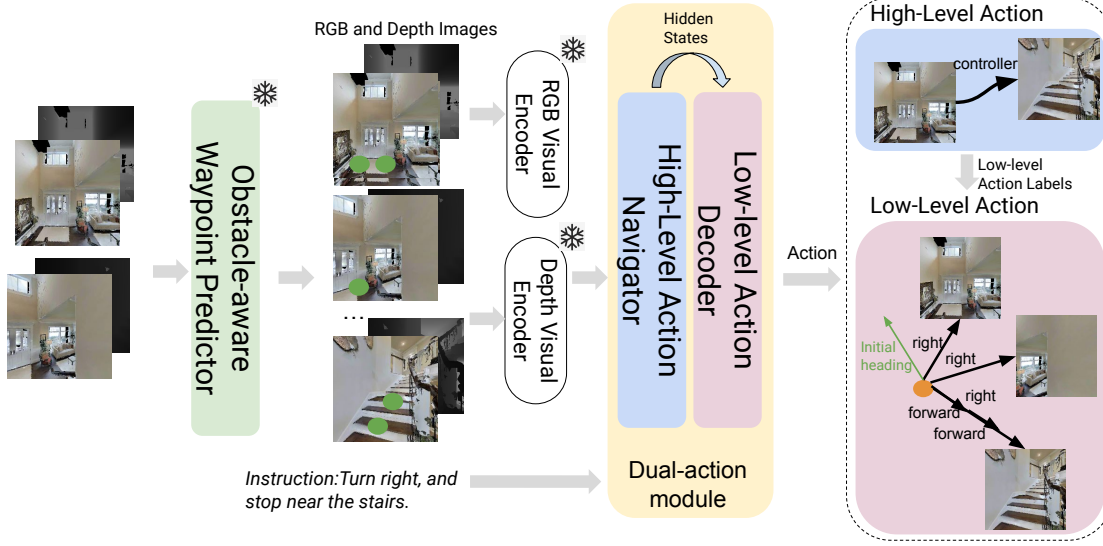 RGB and Depth Images
Obstacle-aware
Waypoint Predictor
...
RGB Visual
Encoder
Depth Visual
Encoder
Hidden
States
High-Level Action
Navigator
Low-level Action
Decoder
Dual-action
module
Instruction:Turn right, and
stop near the stairs.
Action
High-Level Action
controller
Low-level
Action Labels
Low-Level Action
Initial
heading
right
right
right
forward
forward